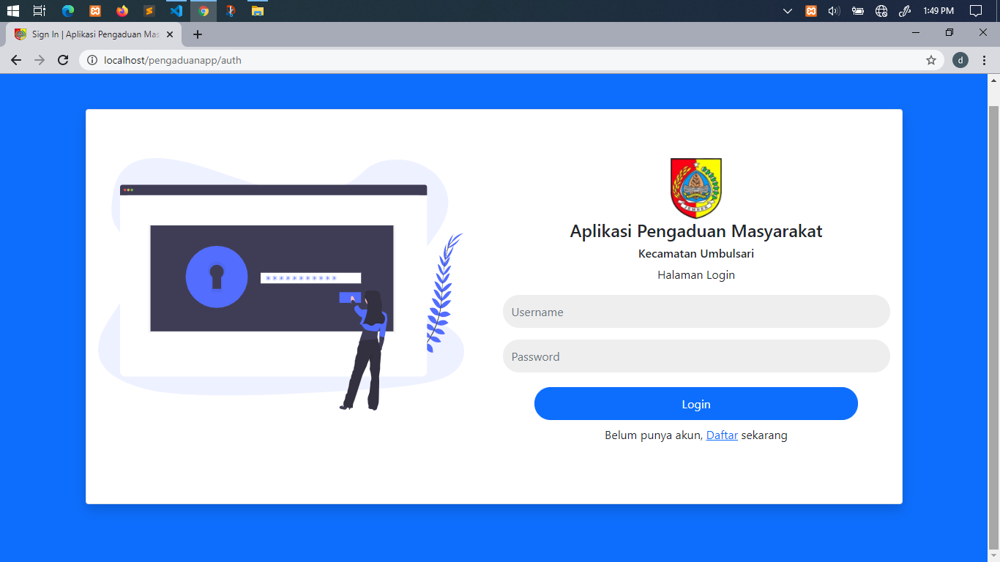 1:49 PM
Sign In | Aplikasi Pengaduan Mas
localhost/pengaduanapp/auth
d
JEMBER
Aplikasi Pengaduan Masyarakat
Kecamatan Umbulsari
Halaman Login
***********
Username
Password
Login
Belum punya akun, Daftar sekarang